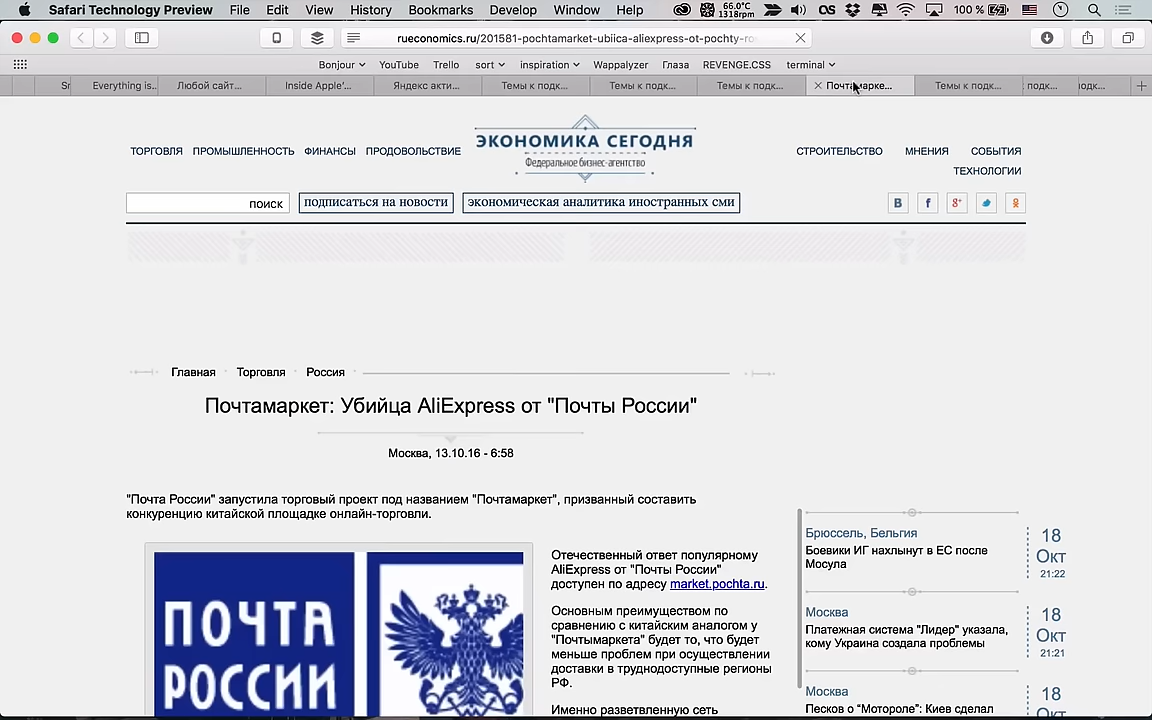 Safari Technology Preview File Edit View History Bookmarks Develop Window Help 66.0°C 1318rpm 100 %
rueconomics.ru/201581-pochtamarket-ubiica-aliexpress-ot-pochty-ro
Bonjour YouTube Trello sort inspiration Wappalyzer Глаза REVENGE.CSS terminal
Sr Everything is.. Любой сайт... Inside Apple'... Яндекс акти... Темы к подк... Темы к подк... Темы к подк... Почтамарке... Темы к подк... подк... одк...
ЭКОНОМИКА СЕГОДНЯ
Федеральное бизнес-агентство
ТОРГОВЛЯ ПРОМЫШЛЕННОСТЬ ФИНАНСЫ ПРОДОВОЛЬСТВИЕ СТРОИТЕЛЬСТВО МНЕНИЯ СОБЫТИЯ
ТЕХНОЛОГИИ
поиск подписаться на новости экономическая аналитика иностранных сми
Главная Торговля Россия
Почтамаркет: Убийца AliExpress от "Почты России"
Москва, 13.10.16 - 6:58
"Почта России" запустила торговый проект под названием "Почтамаркет", призванный составить
конкуренцию китайской площадке онлайн-торговли.
ПОЧТА
РОССИИ
Отечественный ответ популярному
AliExpress от "Почты России"
доступен по адресу market.pochta.ru.
Основным преимуществом по
сравнению с китайским аналогом у
"Почтымаркета" будет то, что будет
меньше проблем при осуществлении
доставки в труднодоступные регионы
РФ.
Именно разветвленную сеть
Брюссель, Бельгия
Боевики ИГ нахлынут в ЕС после
Мосула
18
Окт
21:22
Москва
Платежная система "Лидер" указала,
кому Украина создала проблемы
18
Окт
21:21
Москва
Песков о “Мотороле”: Киев сделал
18
Окт